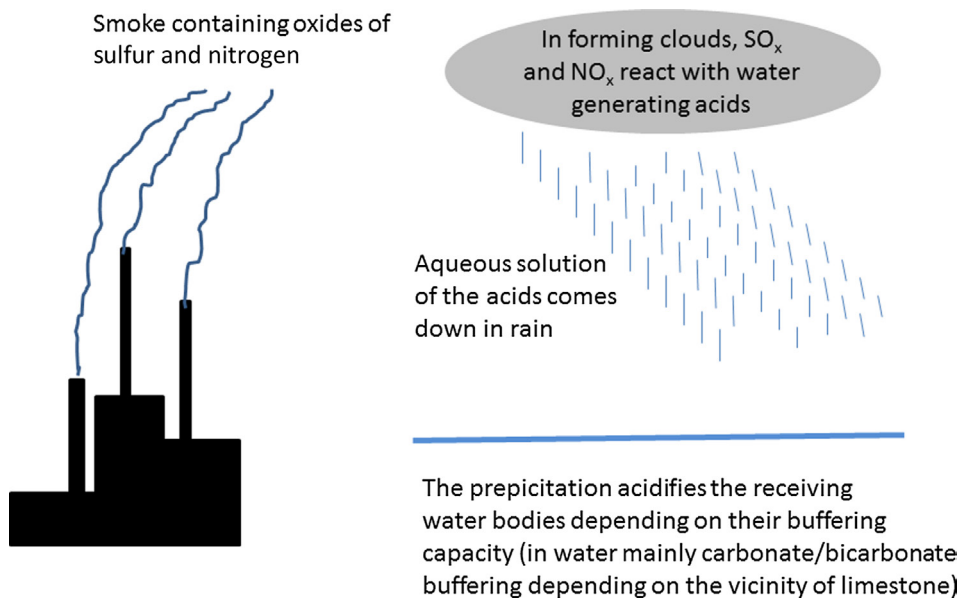 Smoke containing oxides of
sulfur and nitrogen
In forming clouds, SOx
and NOx react with water
generating acids
Aqueous solution
of the acids comes
down in rain
The prepicitation acidifies the receiving
water bodies depending on their buffering
capacity (in water mainly carbonate/bicarbonate
buffering depending on the vicinity of limestone)